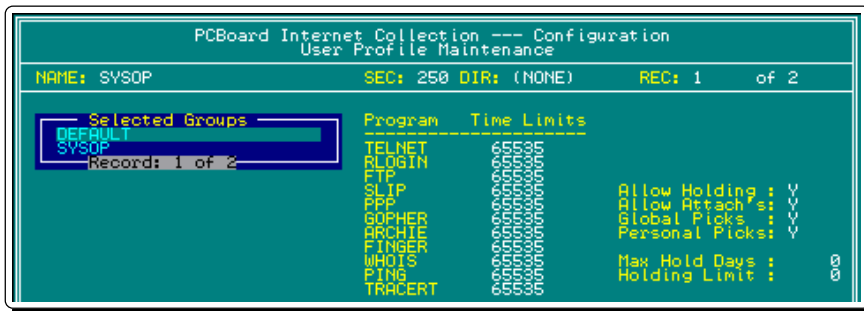 PCBoard Internet Collection --- Configuration
User Profile Maintenance
NAME: SYSOP SEC: 250 DIR: (NONE) REC: 1 of 2
Selected Groups
DEFAULT
SYSOP
Record: 1 of 2
Program Time Limits
TELNET 65535
RLOGIN 65535
FTP 65535
SLIP 65535 Allow Holding : Y
PPP 65535 Allow Attach's: Y
GOPHER 65535 Global Picks : Y
ARCHIE 65535 Personal Picks: Y
FINGER 65535
WHOIS 65535 Max Hold Days : 0
PING 65535 Holding Limit : 0
TRACERT 65535